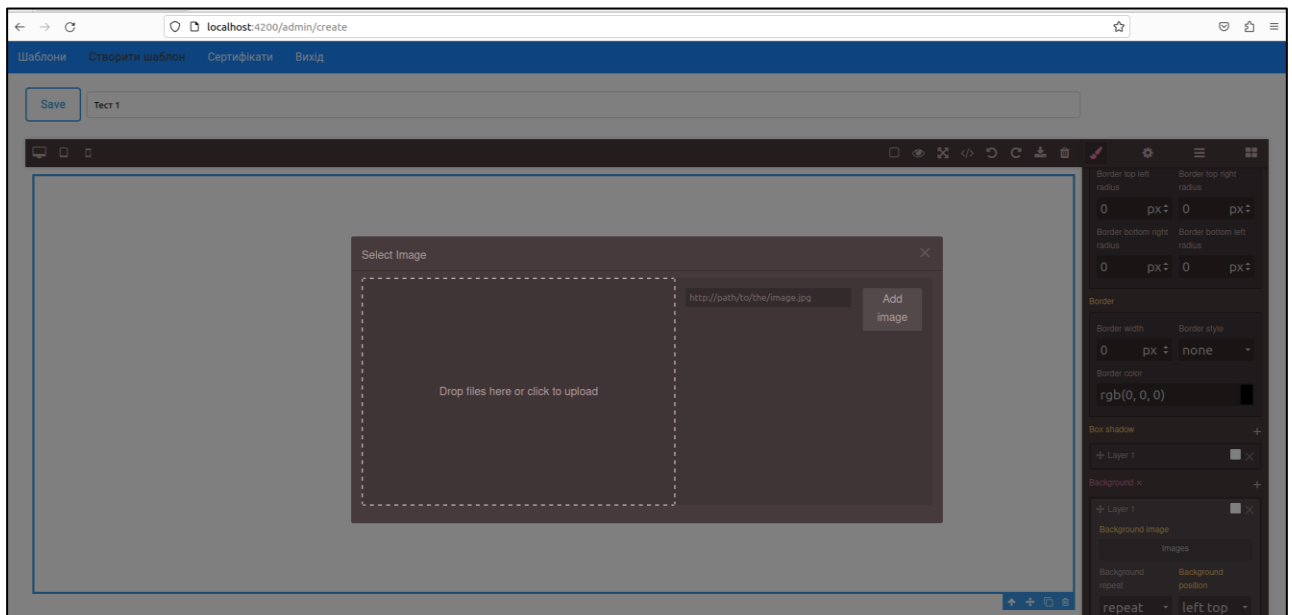 localhost:4200/admin/create
Шаблони Створити шаблон Сертифікати Вихід
Save Тест 1
Border top left radius Border top right radius
0 px 0 px
Border bottom right radius Border bottom left radius
0 px 0 px
Border
Border width Border style
0 px none
Border color
rgb(0, 0, 0)
Box shadow
Layer 1
Background
Layer 1
Background image
Images
Background repeat Background position
repeat left top
Select Image
Drop files here or click to upload
http://path/to/the/image.jpg
Add
image